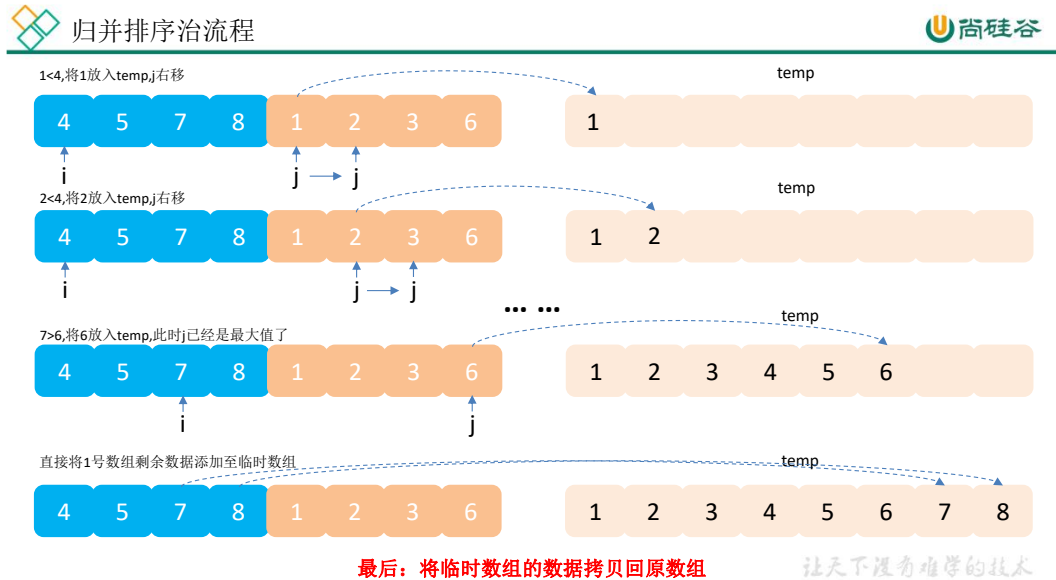 归并排序治流程
尚硅谷
1<4,将1放入temp,j右移
temp
4 5 7 8 1 2 3 6
1
i j j
2<4,将2放入temp,j右移
temp
4 5 7 8 1 2 3 6
1 2
i j j
... ...
7>6,将6放入temp,此时j已经是最大值了
temp
4 5 7 8 1 2 3 6
1 2 3 4 5 6
i j
直接将1号数组剩余数据添加至临时数组
temp
4 5 7 8 1 2 3 6
1 2 3 4 5 6 7 8
最后：将临时数组的数据拷贝回原数组
让天下没有难学的技术